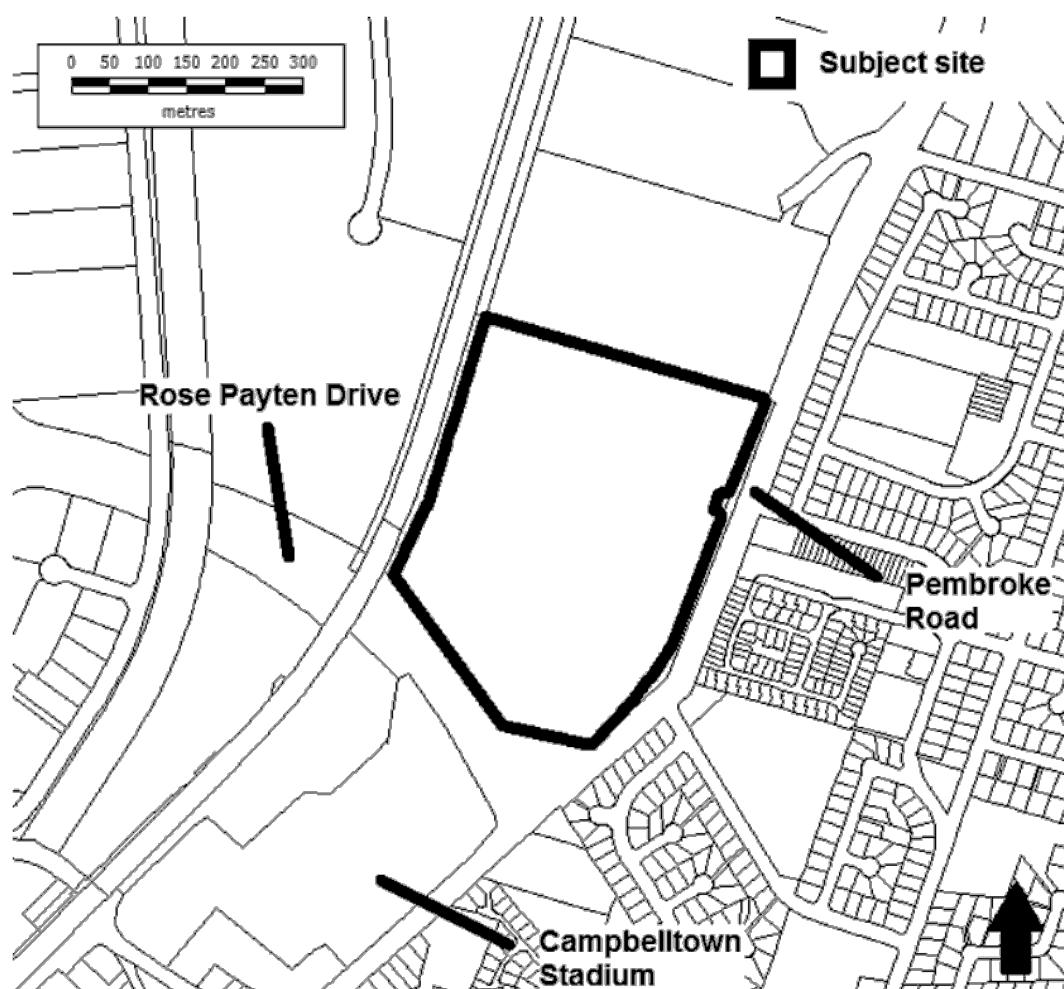 0 50 100 150 200 250 300
metres
Subject site
Rose Payten Drive
Pembroke
Road
Campbelltown
Stadium